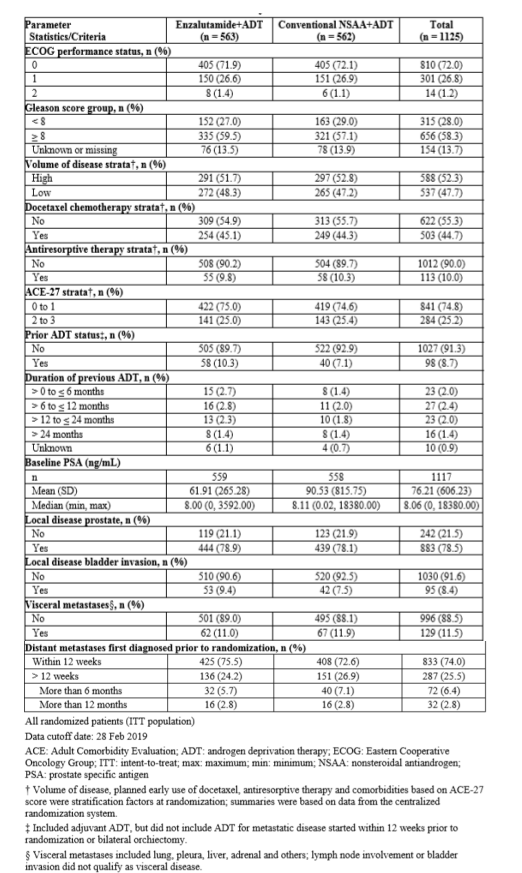 Parameter Enzalutamide+ADT Conventional NSAA+ADT Total
Statistics/Criteria (n = 563) (n = 562) (n = 1125)
ECOG performance status, n (%)
0 405 (71.9) 405 (72.1) 810 (72.0)
1 150 (26.6) 151 (26.9) 301 (26.8)
2 8 (1.4) 6 (1.1) 14 (1.2)
Gleason score group, n (%)
< 8 152 (27.0) 163 (29.0) 315 (28.0)
≥ 8 335 (59.5) 321 (57.1) 656 (58.3)
Unknown or missing 76 (13.5) 78 (13.9) 154 (13.7)
Volume of disease strata†, n (%)
High 291 (51.7) 297 (52.8) 588 (52.3)
Low 272 (48.3) 265 (47.2) 537 (47.7)
Docetaxel chemotherapy strata†, n (%)
No 309 (54.9) 313 (55.7) 622 (55.3)
Yes 254 (45.1) 249 (44.3) 503 (44.7)
Antiresorptive therapy strata†, n (%)
No 508 (90.2) 504 (89.7) 1012 (90.0)
Yes 55 (9.8) 58 (10.3) 113 (10.0)
ACE-27 strata†, n (%)
0 to 1 422 (75.0) 419 (74.6) 841 (74.8)
2 to 3 141 (25.0) 143 (25.4) 284 (25.2)
Prior ADT status‡, n (%)
No 505 (89.7) 522 (92.9) 1027 (91.3)
Yes 58 (10.3) 40 (7.1) 98 (8.7)
Duration of previous ADT, n (%)
> 0 to ≤ 6 months 15 (2.7) 8 (1.4) 23 (2.0)
> 6 to ≤ 12 months 16 (2.8) 11 (2.0) 27 (2.4)
> 12 to ≤ 24 months 13 (2.3) 10 (1.8) 23 (2.0)
> 24 months 8 (1.4) 8 (1.4) 16 (1.4)
Unknown 6 (1.1) 4 (0.7) 10 (0.9)
Baseline PSA (ng/mL)
n 559 558 1117
Mean (SD) 61.91 (265.28) 90.53 (815.75) 76.21 (606.23)
Median (min, max) 8.00 (0, 3592.00) 8.11 (0.02, 18380.00) 8.06 (0, 18380.00)
Local disease prostate, n (%)
No 119 (21.1) 123 (21.9) 242 (21.5)
Yes 444 (78.9) 439 (78.1) 883 (78.5)
Local disease bladder invasion, n (%)
No 510 (90.6) 520 (92.5) 1030 (91.6)
Yes 53 (9.4) 42 (7.5) 95 (8.4)
Visceral metastases§, n (%)
No 501 (89.0) 495 (88.1) 996 (88.5)
Yes 62 (11.0) 67 (11.9) 129 (11.5)
Distant metastases first diagnosed prior to randomization, n (%)
Within 12 weeks 425 (75.5) 408 (72.6) 833 (74.0)
> 12 weeks 136 (24.2) 151 (26.9) 287 (25.5)
More than 6 months 32 (5.7) 40 (7.1) 72 (6.4)
More than 12 months 16 (2.8) 16 (2.8) 32 (2.8)
All randomized patients (ITT population)
Data cutoff date: 28 Feb 2019
ACE: Adult Comorbidity Evaluation; ADT: androgen deprivation therapy; ECOG: Eastern Cooperative
Oncology Group; ITT: intent-to-treat; max: maximum; min: minimum; NSAA: nonsteroidal antiandrogen;
PSA: prostate specific antigen
† Volume of disease, planned early use of docetaxel, antiresorptive therapy and comorbidities based on ACE-27
score were stratification factors at randomization; summaries were based on data from the centralized
randomization system.
‡ Included adjuvant ADT, but did not include ADT for metastatic disease started within 12 weeks prior to
randomization or bilateral orchiectomy.
§ Visceral metastases included lung, pleura, liver, adrenal and others; lymph node involvement or bladder
invasion did not qualify as visceral disease.